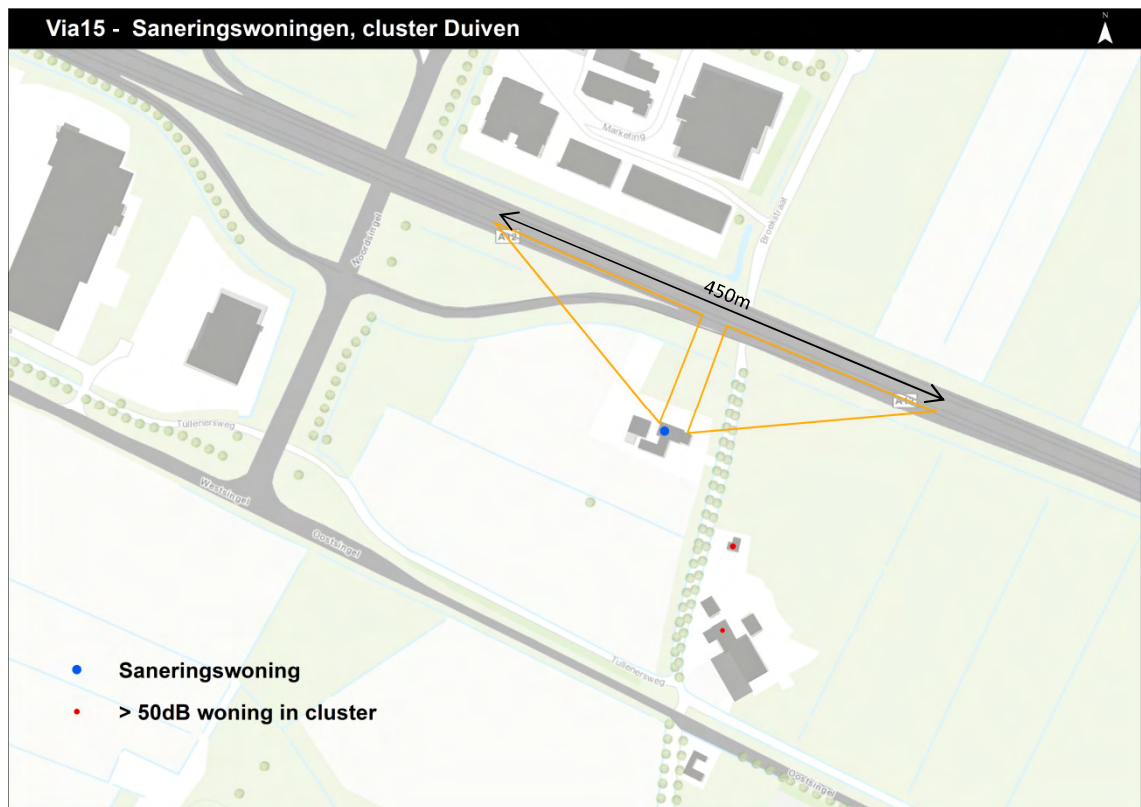 Via15 - Saneringswoningen, cluster Duiven
N
Marketing
Broekstraat
Noordsingel
A12
450m
A12
Tullenersweg
Westsingel
Oostsingel
Tullenersweg
Oostsingel
Saneringswoning
> 50dB woning in cluster